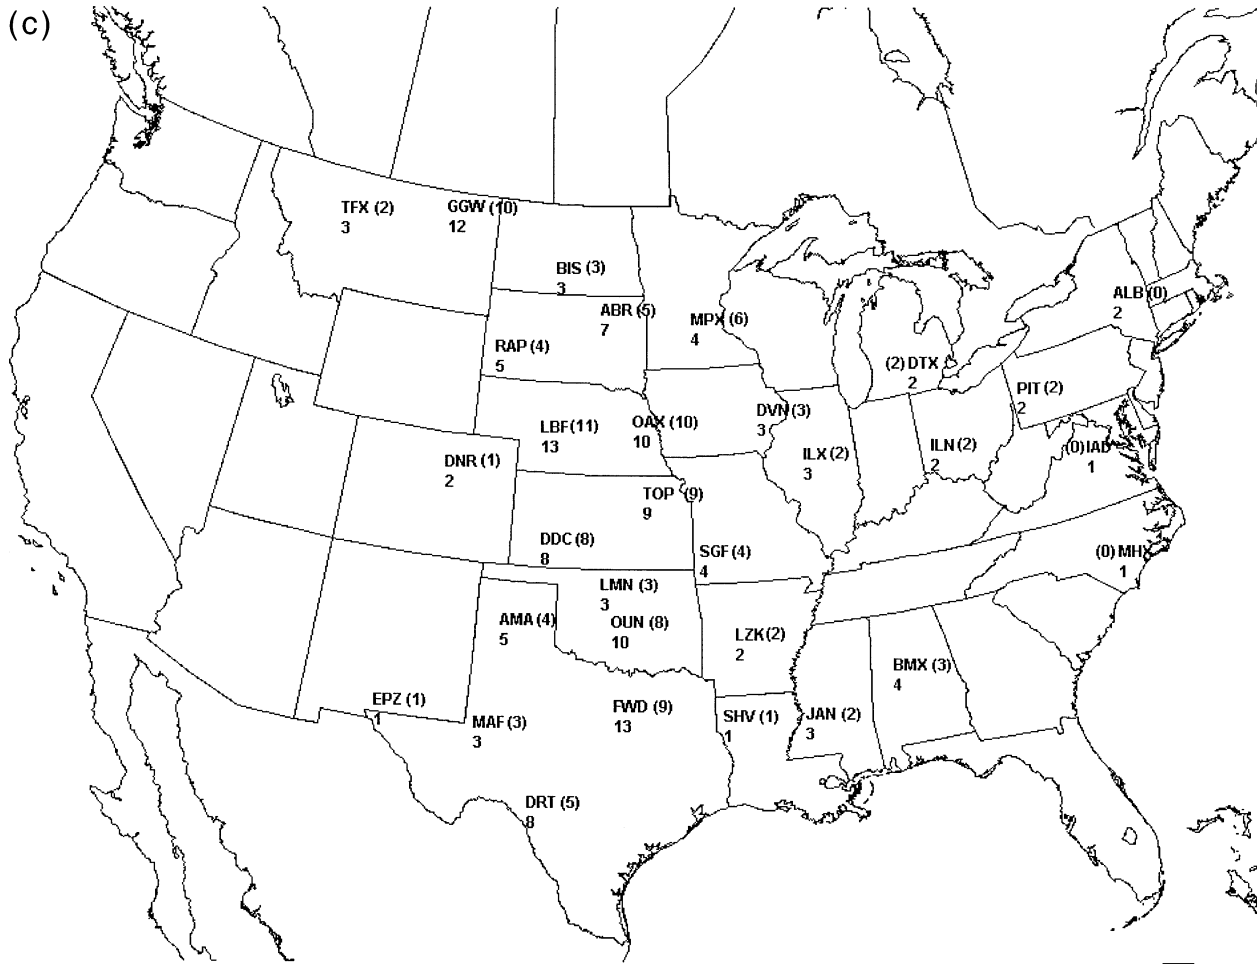 (c)
TFX (2)
3
GGW (10)
12
BIS (3)
3
ABR (5)
7
MPX (6)
4
ALB (0)
2
RAP (4)
5
(2) DTX
2
PIT (2)
2
LBF (11)
13
OAX (10)
10
DVN (3)
3
ILX (2)
3
ILN (2)
2
(0) IAD
1
DNR (1)
2
TOP (9)
9
DDC (8)
8
SGF (4)
4
(0) MHX
1
LMN (3)
3
AMA (4)
5
OUN (8)
10
LZK (2)
2
BMX (3)
4
EPZ (1)
1
MAF (3)
3
FWD (9)
13
SHV (1)
1
JAN (2)
3
DRT (5)
8